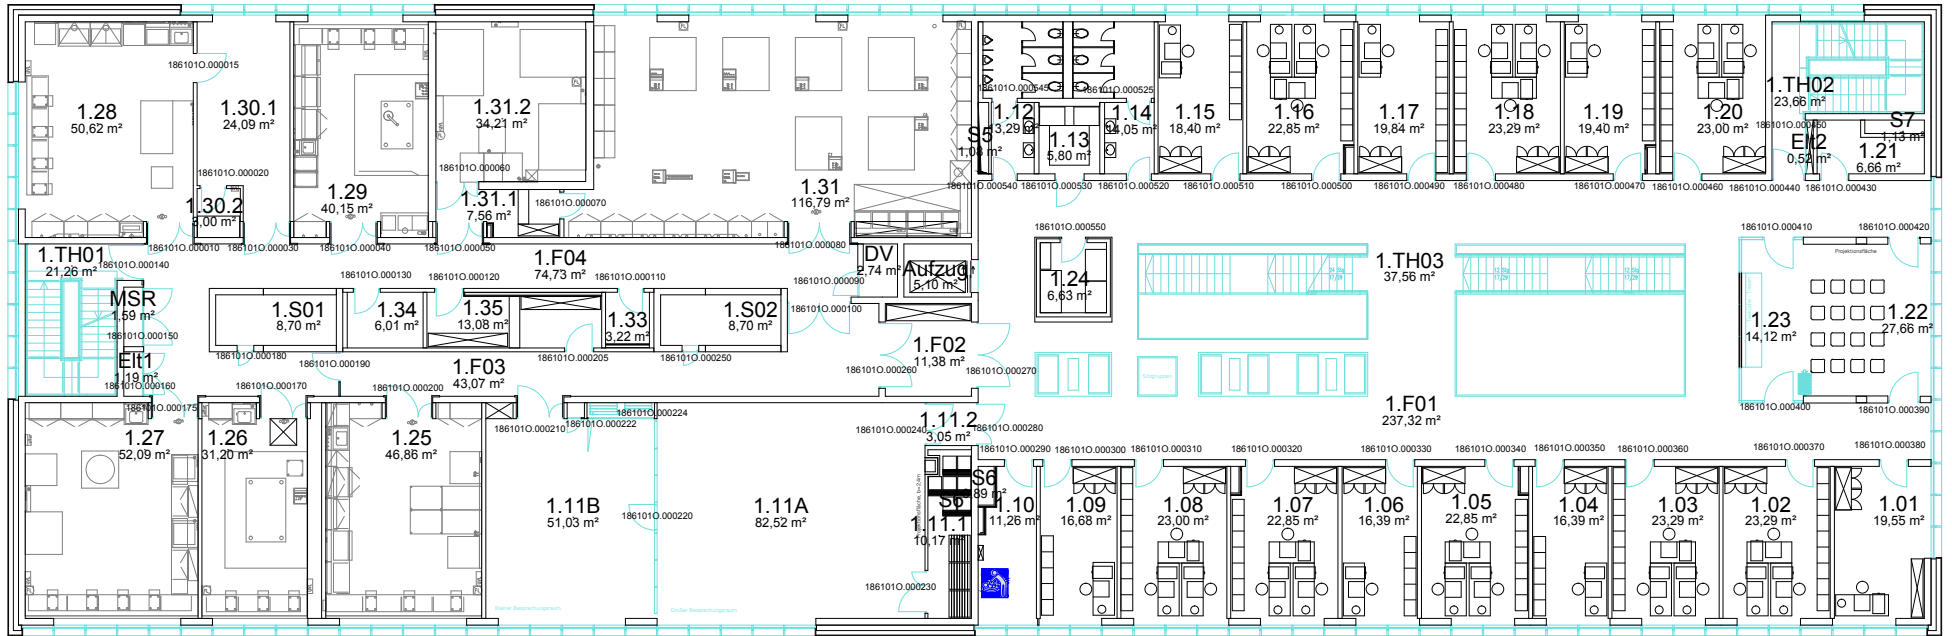 1.28
50,62 m²
186101O.000015
1.30.1
24,09 m²
186101O.000020
1.30.2
3,00 m²
1.29
40,15 m²
1.31.2
34,21 m²
186101O.000060
1.31.1
7,56 m²
186101O.000070
1.31
116,79 m²
186101O.000545
186101O.000525
1.12
13,29 m²
S5
1,08 m²
1.13
5,80 m²
1.14
14,05 m²
1.15
18,40 m²
1.16
22,85 m²
1.17
19,84 m²
1.18
23,29 m²
1.19
19,40 m²
1.20
23,00 m²
1.TH02
23,66 m²
186101O.000450
Elt2
0,52 m²
S7
1,13 m²
1.21
6,66 m²
186101O.000540
186101O.000530
186101O.000520
186101O.000510
186101O.000500
186101O.000490
186101O.000480
186101O.000470
186101O.000460
186101O.000440
186101O.000430
186101O.000010
186101O.000030
186101O.000040
186101O.000050
186101O.000080
186101O.000550
186101O.000410
186101O.000420
1.TH01
21,26 m²
186101O.000140
1.F04
74,73 m²
186101O.000130
186101O.000120
186101O.000110
DV
2,74 m²
186101O.000090
Aufzug
5,10 m²
1.24
6,63 m²
1.TH03
37,56 m²
Projektionsfläche
MSR
1,59 m²
186101O.000150
1.S01
8,70 m²
1.34
6,01 m²
1.35
13,08 m²
1.33
3,22 m²
1.S02
8,70 m²
186101O.000100
1.23
14,12 m²
1.22
27,66 m²
Elt1
1,19 m²
186101O.000160
186101O.000180
186101O.000190
186101O.000205
186101O.000250
1.F03
43,07 m²
1.F02
11,38 m²
186101O.000260
186101O.000270
Sitzgruppen
186101O.000175
186101O.000170
186101O.000200
186101O.000210
186101O.000222
186101O.000224
186101O.000240
1.11.2
3,05 m²
186101O.000280
1.F01
237,32 m²
186101O.000400
186101O.000390
1.27
52,09 m²
1.26
31,20 m²
1.25
46,86 m²
186101O.000290
186101O.000300
186101O.000310
186101O.000320
186101O.000330
186101O.000340
186101O.000350
186101O.000360
186101O.000370
186101O.000380
1.11B
51,03 m²
186101O.000220
1.11A
82,52 m²
S6
S6
1.11.1
10,17 m²
186101O.000230
1.10
11,26 m²
1.09
16,68 m²
1.08
23,00 m²
1.07
22,85 m²
1.06
16,39 m²
1.05
22,85 m²
1.04
16,39 m²
1.03
23,29 m²
1.02
23,29 m²
1.01
19,55 m²
Kleiner Besprechungsraum
Großer Besprechungsraum